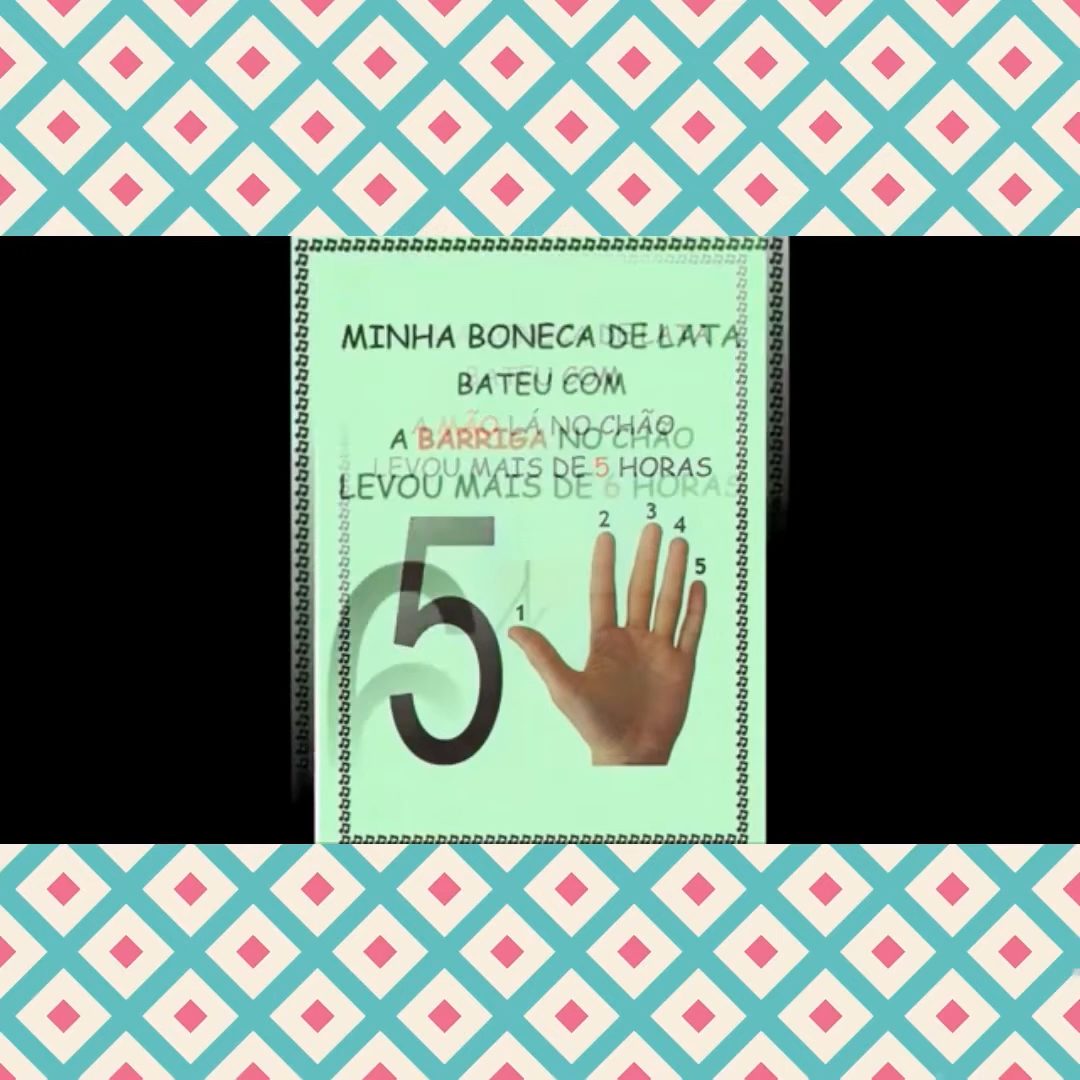 MINHA BONECA DE LATA
BATEU COM
A MÃO LÁ NO CHÃO
A BARRIGA NO CHÃO
LEVOU MAIS DE 5 HORAS
LEVOU MAIS DE 6 HORAS
5
6
1
2
3
4
5